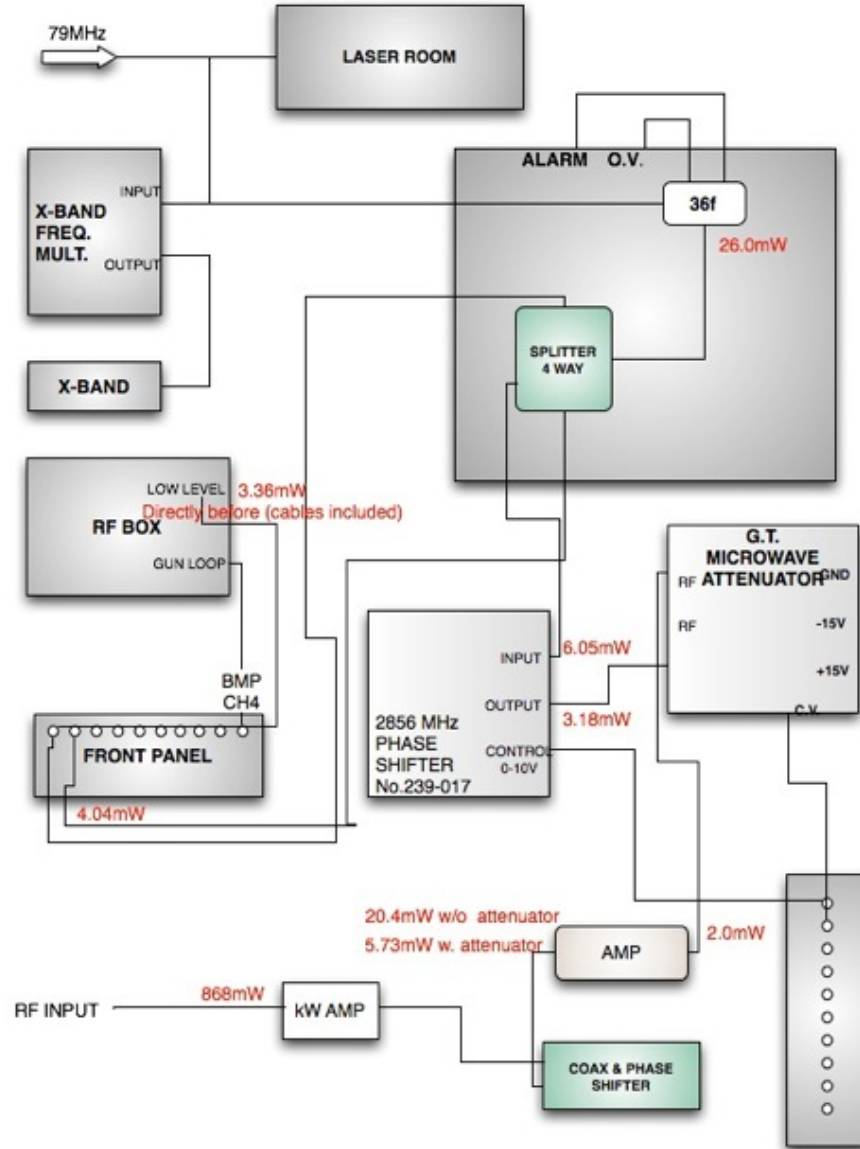 79MHz
LASER ROOM
ALARM O.V.
36f
26.0mW
X-BAND
FREQ.
MULT.
INPUT
OUTPUT
SPLITTER
4 WAY
X-BAND
LOW LEVEL
3.36mW
Directly before (cables included)
RF BOX
GUN LOOP
G.T.
MICROWAVE
ATTENUATOR
GND
RF
RF
-15V
+15V
C.V.
BMP
CH4
FRONT PANEL
4.04mW
INPUT
6.05mW
OUTPUT
3.18mW
2856 MHz
PHASE
SHIFTER
No.239-017
CONTROL
0-10V
20.4mW w/o attenuator
5.73mW w. attenuator
AMP
2.0mW
RF INPUT
868mW
kW AMP
COAX & PHASE
SHIFTER